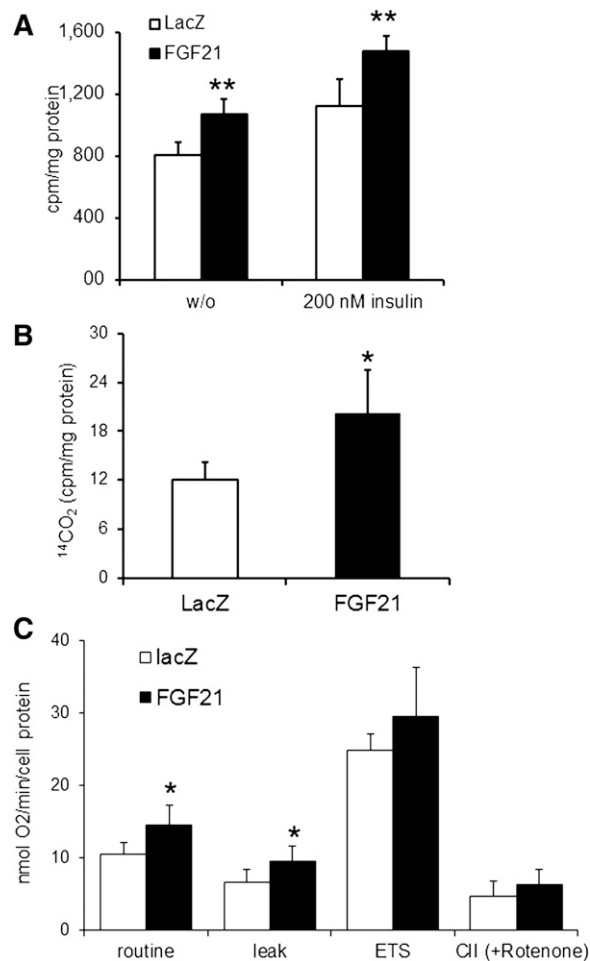 A
LacZ
FGF21
cpm/mg protein
1,600
1,200
800
400
00
**
**
w/o
200 nM insulin
B
14CO2 (cpm/mg protein)
30
24
18
12
6
0
*
LacZ
FGF21
C
lacZ
FGF21
nmol O2/min/cell protein
40
30
20
10
0
*
*
routine
leak
ETS
CII (+Rotenone)